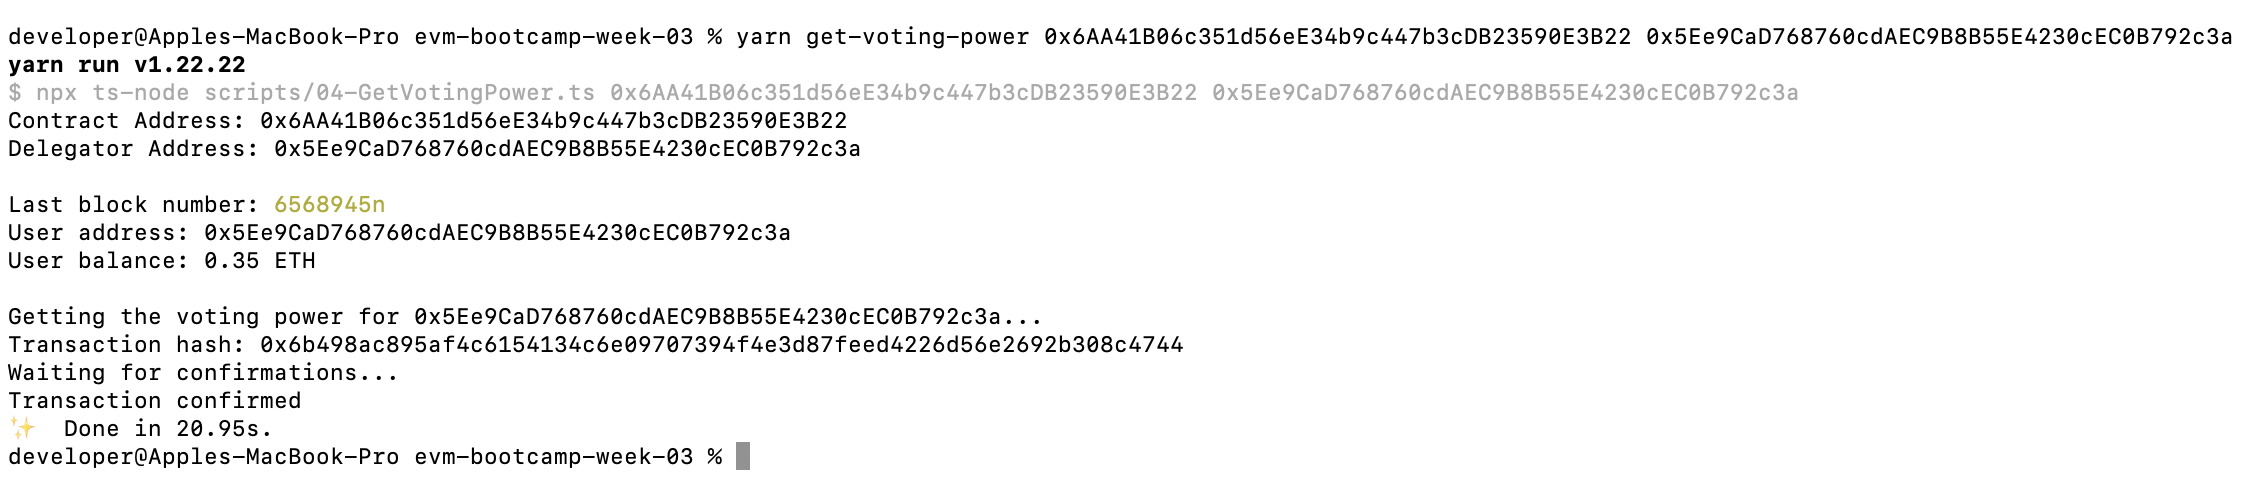 developer@Apples-MacBook-Pro evm-bootcamp-week-03 % yarn get-voting-power 0x6AA41B06c351d56eE34b9c447b3cDB23590E3B22 0x5Ee9CaD768760cdAEC9B8B55E4230cEC0B792c3a
yarn run v1.22.22
$ npx ts-node scripts/04-GetVotingPower.ts 0x6AA41B06c351d56eE34b9c447b3cDB23590E3B22 0x5Ee9CaD768760cdAEC9B8B55E4230cEC0B792c3a
Contract Address: 0x6AA41B06c351d56eE34b9c447b3cDB23590E3B22
Delegator Address: 0x5Ee9CaD768760cdAEC9B8B55E4230cEC0B792c3a
Last block number: 6568945n
User address: 0x5Ee9CaD768760cdAEC9B8B55E4230cEC0B792c3a
User balance: 0.35 ETH
Getting the voting power for 0x5Ee9CaD768760cdAEC9B8B55E4230cEC0B792c3a...
Transaction hash: 0x6b498ac895af4c6154134c6e09707394f4e3d87feed4226d56e2692b308c4744
Waiting for confirmations...
Transaction confirmed
✨  Done in 20.95s.
developer@Apples-MacBook-Pro evm-bootcamp-week-03 %